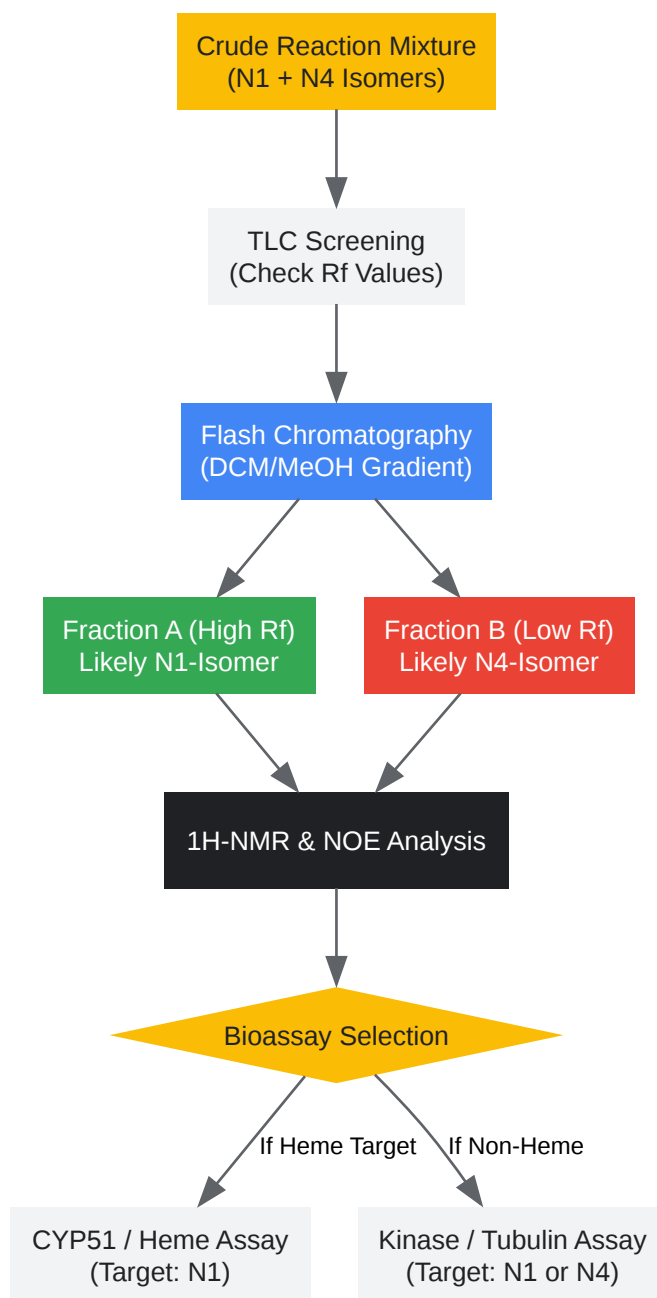 Crude Reaction Mixture
(N1 + N4 Isomers)
TLC Screening
(Check Rf Values)
Flash Chromatography
(DCM/MeOH Gradient)
Fraction A (High Rf)
Likely N1-Isomer
Fraction B (Low Rf)
Likely N4-Isomer
1H-NMR & NOE Analysis
Bioassay Selection
If Heme Target
If Non-Heme
CYP51 / Heme Assay
(Target: N1)
Kinase / Tubulin Assay
(Target: N1 or N4)